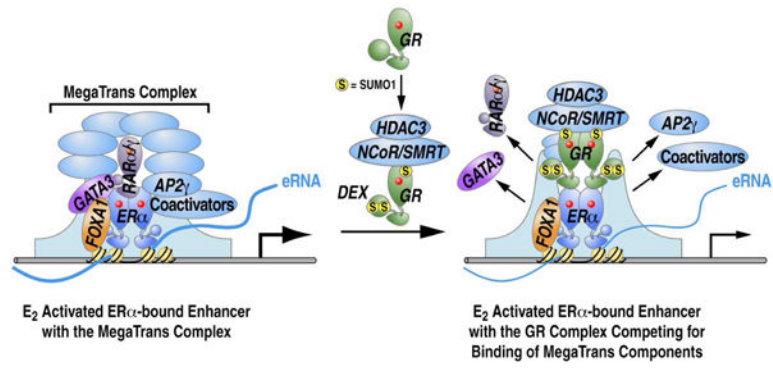 MegaTrans Complex
RARα/γ
GATA3
AP2γ
Coactivators
FOXA1
ERα
eRNA
E2 Activated ERα-bound Enhancer
with the MegaTrans Complex
GR
S = SUMO1
HDAC3
NCoR/SMRT
S
DEX
GR
S S
HDAC3
NCoR/SMRT
RARα/γ
S S
GR
AP2γ
S S
S S
GATA3
Coactivators
FOXA1
ERα
eRNA
E2 Activated ERα-bound Enhancer
with the GR Complex Competing for
Binding of MegaTrans Components